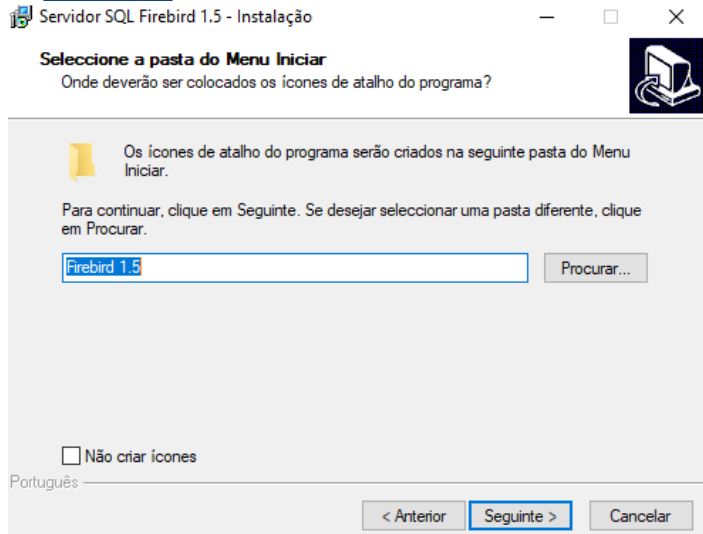 Servidor SQL Firebird 1.5 - Instalação
Seleccione a pasta do Menu Iniciar
Onde deverão ser colocados os ícones de atalho do programa?
Os ícones de atalho do programa serão criados na seguinte pasta do Menu
Iniciar.
Para continuar, clique em Seguinte. Se desejar seleccionar uma pasta diferente, clique
em Procurar.
Firebird 1.5
Procurar...
Não criar ícones
Português
< Anterior
Seguinte >
Cancelar